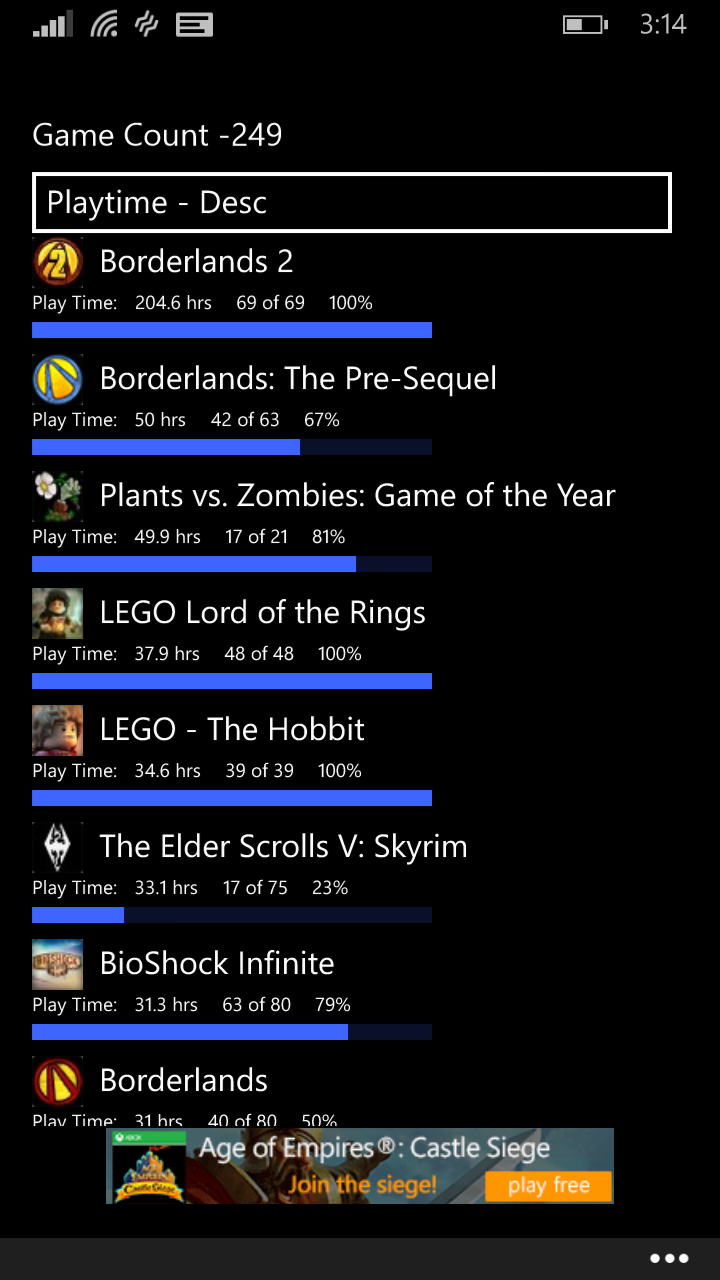 3:14
Game Count -249
Playtime - Desc
Borderlands 2
Play Time: 204.6 hrs 69 of 69 100%
Borderlands: The Pre-Sequel
Play Time: 50 hrs 42 of 63 67%
Plants vs. Zombies: Game of the Year
Play Time: 49.9 hrs 17 of 21 81%
LEGO Lord of the Rings
Play Time: 37.9 hrs 48 of 48 100%
LEGO - The Hobbit
Play Time: 34.6 hrs 39 of 39 100%
The Elder Scrolls V: Skyrim
Play Time: 33.1 hrs 17 of 75 23%
BioShock Infinite
Play Time: 31.3 hrs 63 of 80 79%
Borderlands
Play Time: 31 hrs 40 of 80 50%
XBOX
AGE OF EMPIRES
Castle Siege
Age of Empires®: Castle Siege
Join the siege!
play free